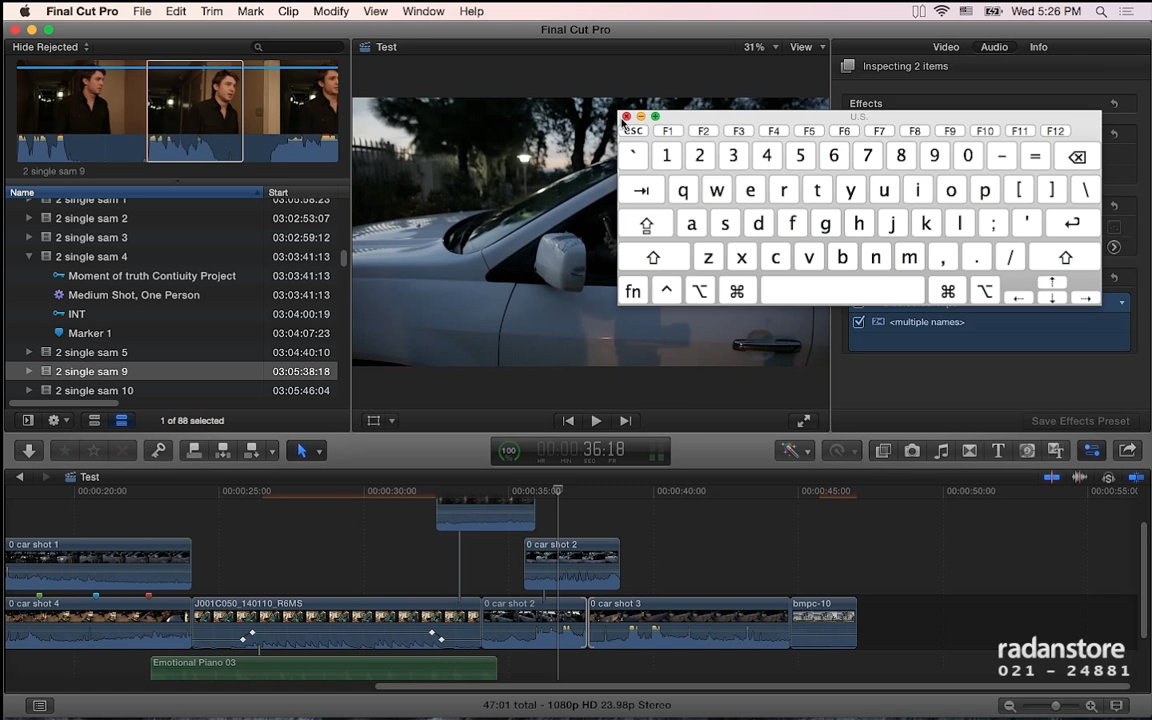 Final Cut Pro File Edit Trim Mark Clip Modify View Window Help Wed 5:26 PM
Final Cut Pro
Hide Rejected Test 31% View Video Audio Info
Inspecting 2 items
Effects
U.S.
esc F1 F2 F3 F4 F5 F6 F7 F8 F9 F10 F11 F12
` 1 2 3 4 5 6 7 8 9 0 - =
q w e r t y u i o p [ ] \
a s d f g h j k l ; '
z x c v b n m , . /
fn ^ ⌥ ⌘ ⌘ ⌥
<multiple names>
2 single sam 9
Name Start
2 single sam 1 03:05:58:23
2 single sam 2 03:02:53:07
2 single sam 3 03:02:59:12
2 single sam 4 03:03:41:13
Moment of truth Contiuity Project 03:03:41:13
Medium Shot, One Person 03:03:41:13
INT 03:04:00:19
Marker 1 03:04:07:23
2 single sam 5 03:04:40:10
2 single sam 9 03:05:38:18
2 single sam 10 03:05:46:04
1 of 88 selected Save Effects Preset
100 00:00:36:18
HR MIN SEC FR
Test
00:00:20:00 00:00:25:00 00:00:30:00 00:00:35:00 00:00:40:00 00:00:45:00 00:00:50:00 00:00:55:0
0 car shot 1 0 car shot 2
0 car shot 4 J001C050_140110_R6MS 0 car shot 2 0 car shot 3 bmpc-10
Emotional Piano 03
radanstore
021 - 24881
47:01 total - 1080p HD 23.98p Stereo